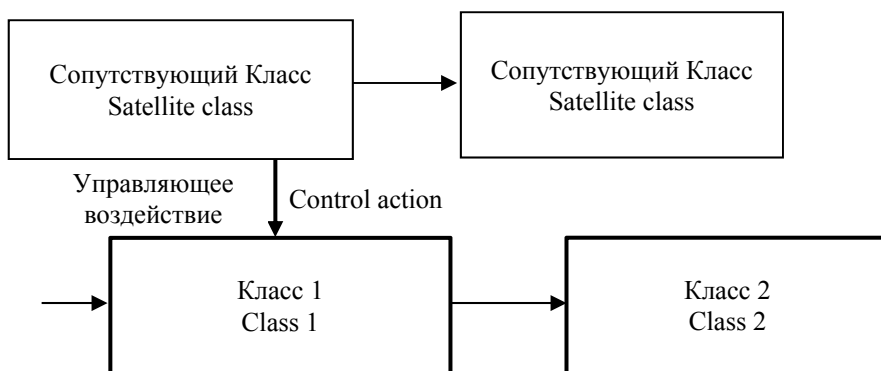 Сопутствующий Класс
Satellite class
Сопутствующий Класс
Satellite class
Управляющее
воздействие
Control action
Класс 1
Class 1
Класс 2
Class 2